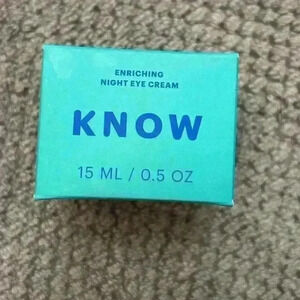 ENRICHING
NIGHT EYE CREAM
KNOW
15 ML / 0.5 OZ